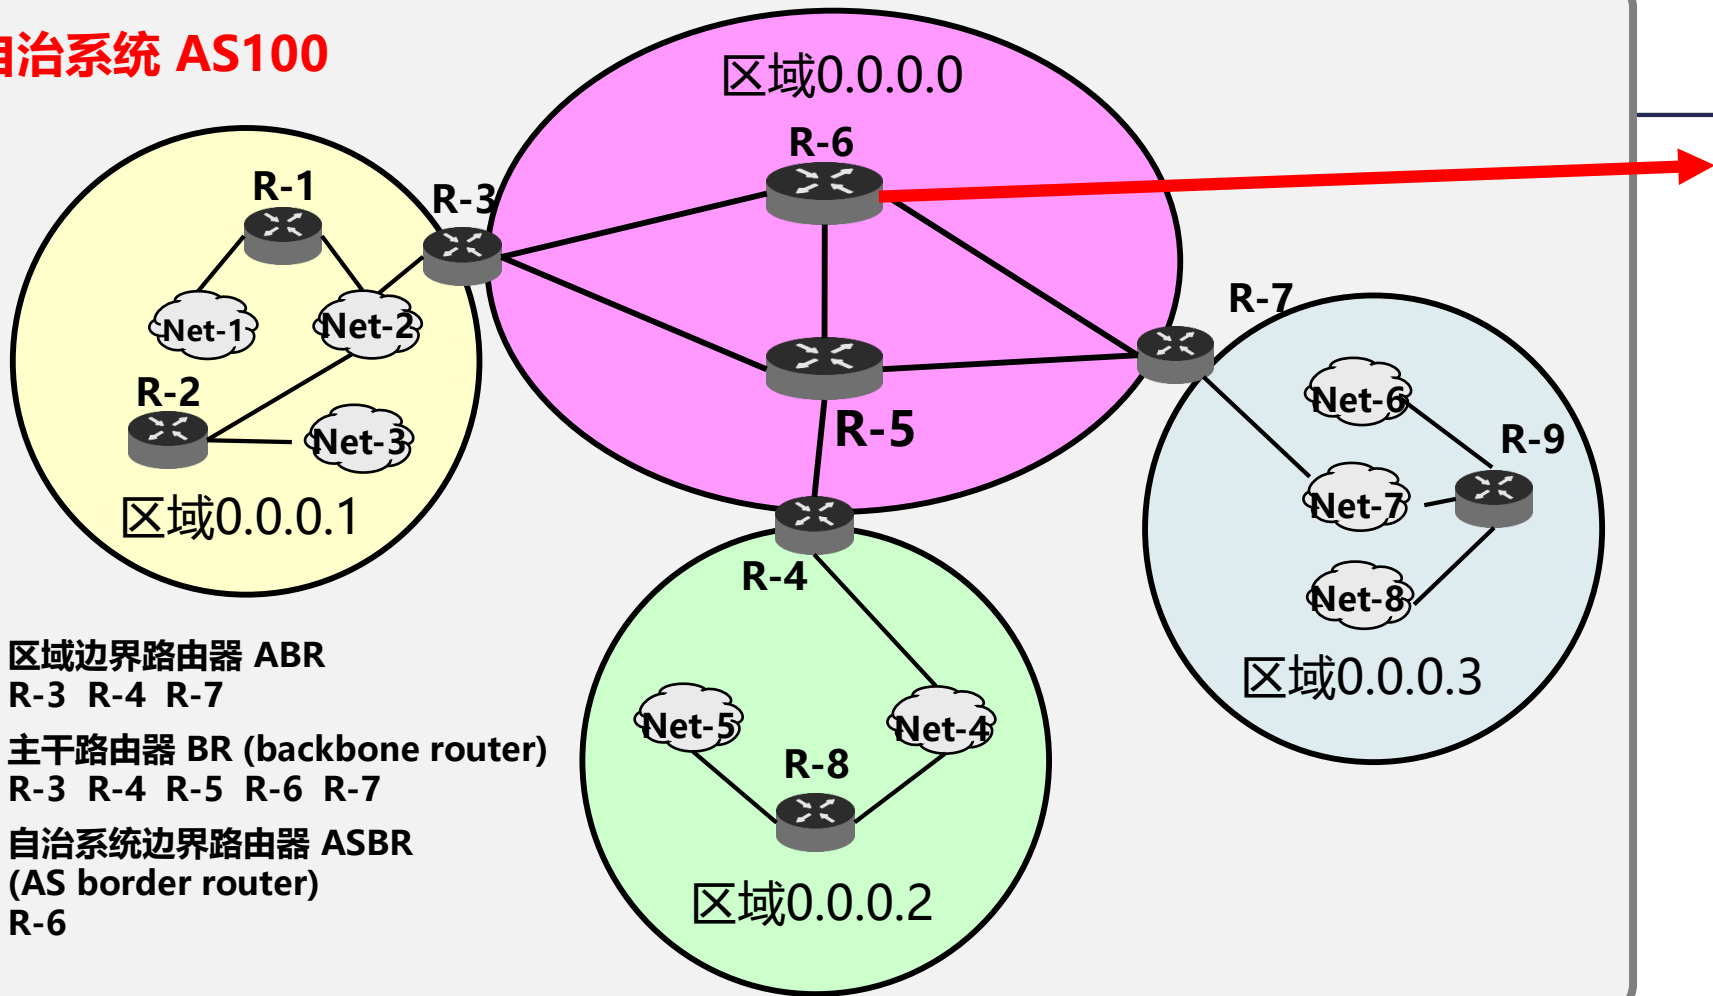 自治系统 AS100
区域0.0.0.0
R-6
R-1
R-3
R-7
Net-1
Net-2
R-2
Net-3
R-5
Net-6
R-9
Net-7
区域0.0.0.1
R-4
Net-8
区域0.0.0.3
区域边界路由器 ABR
R-3 R-4 R-7
Net-5
Net-4
主干路由器 BR (backbone router)
R-8
R-3 R-4 R-5 R-6 R-7
自治系统边界路由器 ASBR
(AS border router)
R-6
区域0.0.0.2